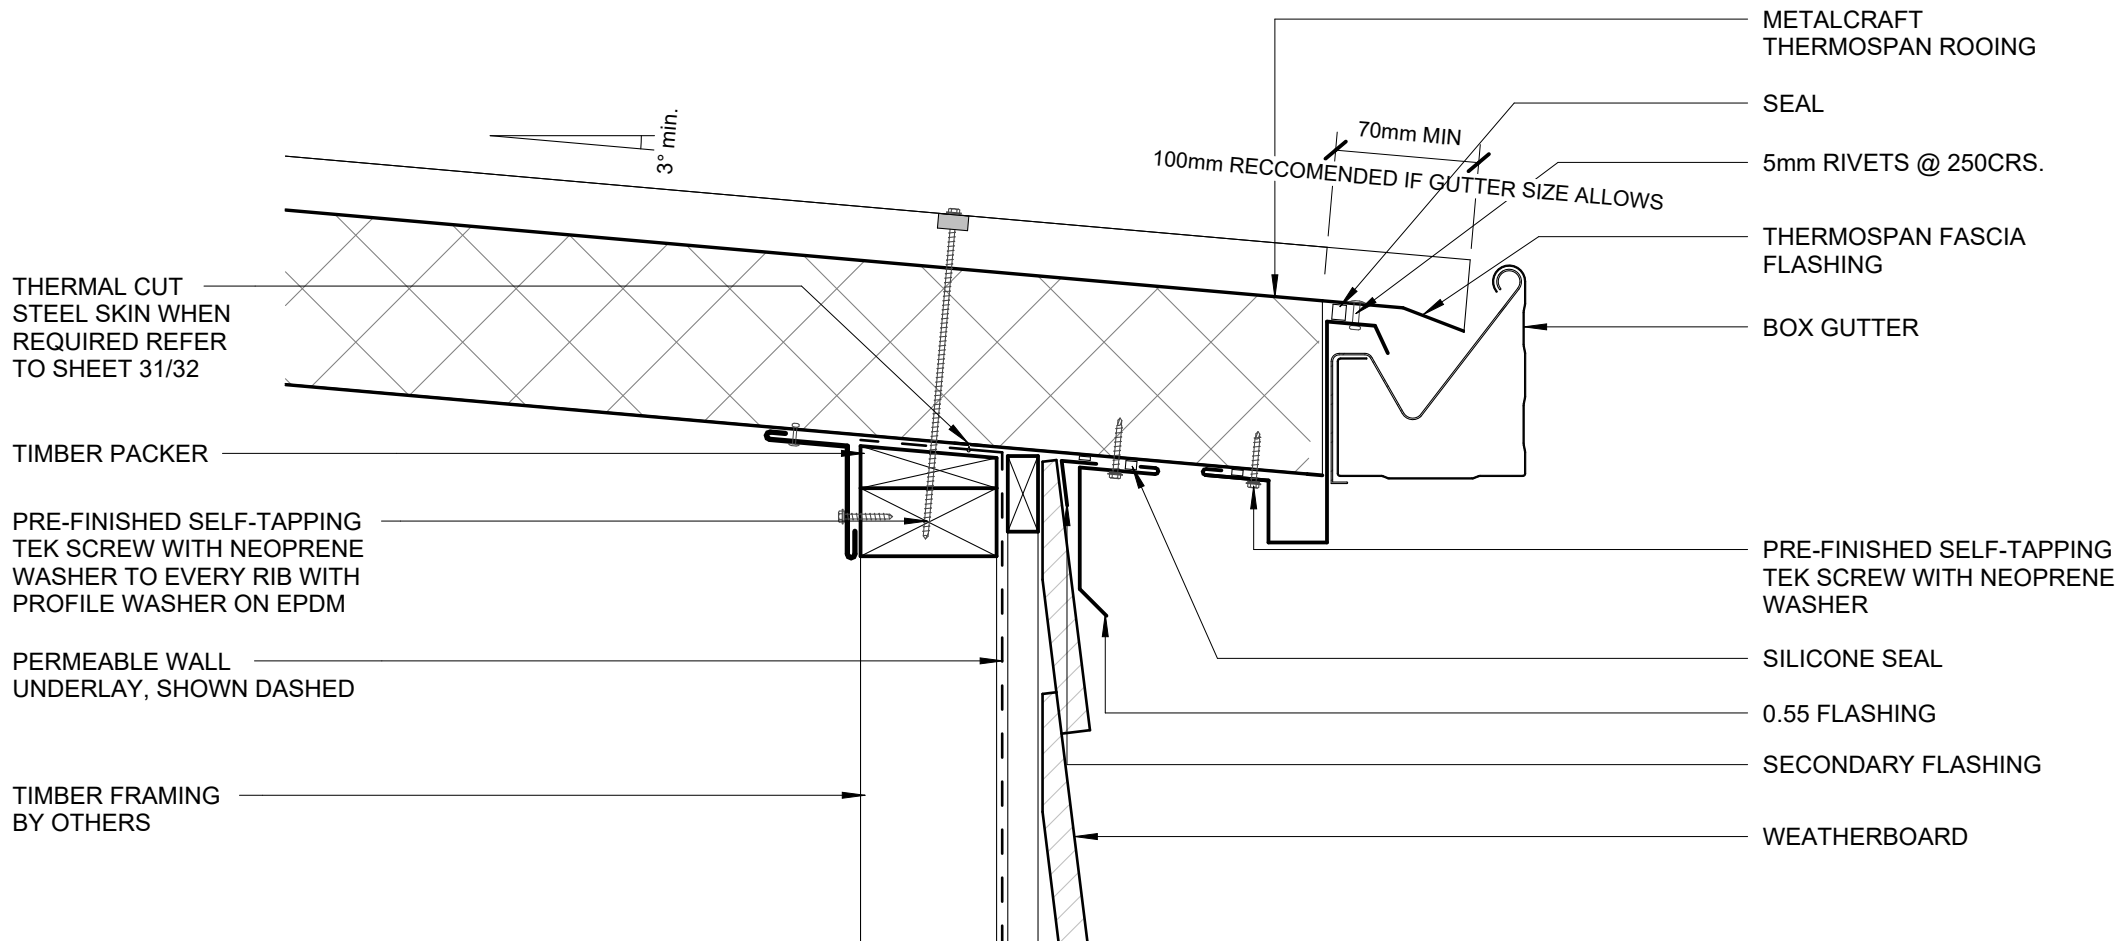 METALCRAFT
THERMOSPAN ROOING
SEAL
3° min.
70mm MIN
100mm RECCOMENDED IF GUTTER SIZE ALLOWS
5mm RIVETS @ 250CRS.
THERMOSPAN FASCIA
FLASHING
BOX GUTTER
THERMAL CUT
STEEL SKIN WHEN
REQUIRED REFER
TO SHEET 31/32
TIMBER PACKER
PRE-FINISHED SELF-TAPPING
TEK SCREW WITH NEOPRENE
WASHER TO EVERY RIB WITH
PROFILE WASHER ON EPDM
PERMEABLE WALL
UNDERLAY, SHOWN DASHED
TIMBER FRAMING
BY OTHERS
PRE-FINISHED SELF-TAPPING
TEK SCREW WITH NEOPRENE
WASHER
SILICONE SEAL
0.55 FLASHING
SECONDARY FLASHING
WEATHERBOARD